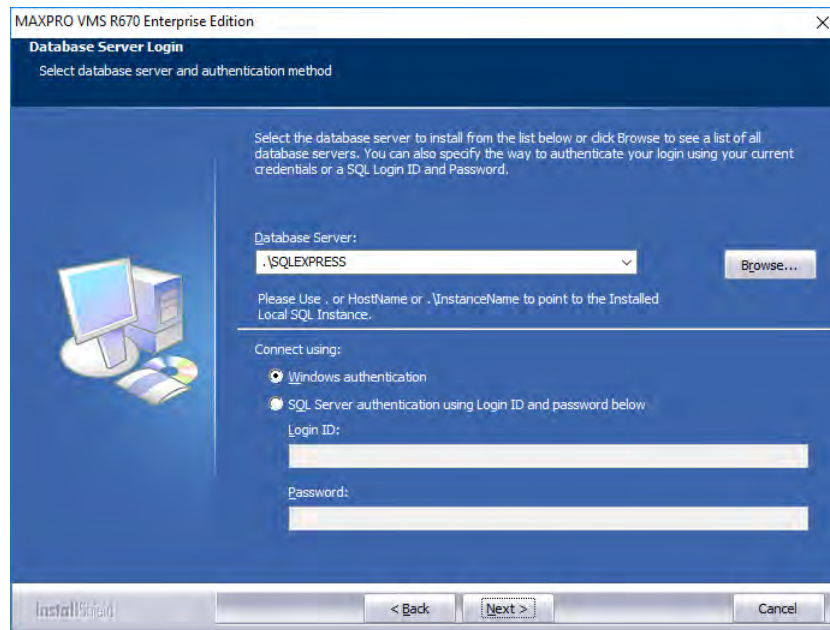 MAXPRO VMS R670 Enterprise Edition
Database Server Login
Select database server and authentication method
Select the database server to install from the list below or click Browse to see a list of all
database servers. You can also specify the way to authenticate your login using your current
credentials or a SQL Login ID and Password.
Database Server:
.\SQLEXPRESS
Browse...
Please Use . or HostName or .\InstanceName to point to the Installed
Local SQL Instance.
Connect using:
Windows authentication
SQL Server authentication using Login ID and password below
Login ID:
Password:
InstallShield
< Back
Next >
Cancel